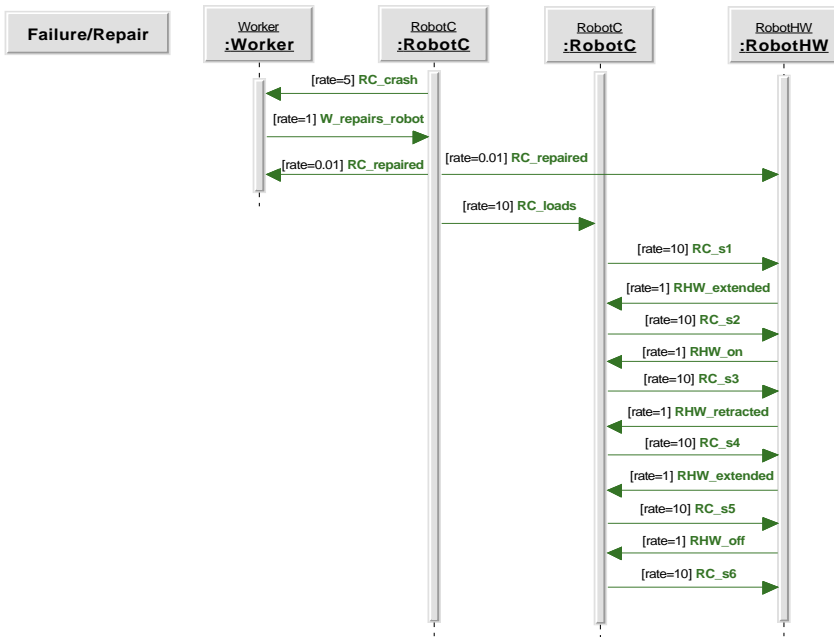 Failure/Repair
Worker
:Worker
RobotC
:RobotC
RobotC
:RobotC
RobotHW
:RobotHW
[rate=5] RC_crash
[rate=1] W_repairs_robot
[rate=0.01] RC_repaired
[rate=0.01] RC_repaired
[rate=10] RC_loads
[rate=10] RC_s1
[rate=1] RHW_extended
[rate=10] RC_s2
[rate=1] RHW_on
[rate=10] RC_s3
[rate=1] RHW_retracted
[rate=10] RC_s4
[rate=1] RHW_extended
[rate=10] RC_s5
[rate=1] RHW_off
[rate=10] RC_s6